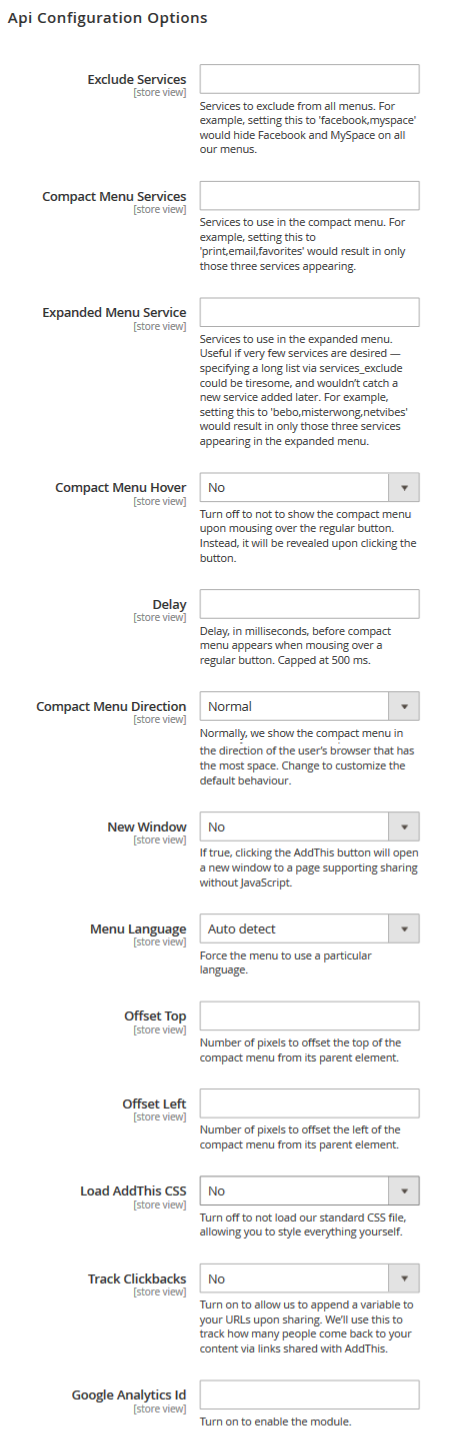 Api Configuration Options
Exclude Services
[store view]
Services to exclude from all menus. For
example, setting this to 'facebook,myspace'
would hide Facebook and MySpace on all
our menus.
Compact Menu Services
[store view]
Services to use in the compact menu. For
example, setting this to
'print,email,favorites' would result in only
those three services appearing.
Expanded Menu Service
[store view]
Services to use in the expanded menu.
Useful if very few services are desired —
specifying a long list via services_exclude
could be tiresome, and wouldn't catch a
new service added later. For example,
setting this to 'bebo,misterwong,netvibes'
would result in only those three services
appearing in the expanded menu.
Compact Menu Hover
[store view]
No
Turn off to not to show the compact menu
upon mousing over the regular button.
Instead, it will be revealed upon clicking the
button.
Delay
[store view]
Delay, in milliseconds, before compact
menu appears when mousing over a
regular button. Capped at 500 ms.
Compact Menu Direction
[store view]
Normal
Normally, we show the compact menu in
the direction of the user's browser that has
the most space. Change to customize the
default behaviour.
New Window
[store view]
No
If true, clicking the AddThis button will open
a new window to a page supporting sharing
without JavaScript.
Menu Language
[store view]
Auto detect
Force the menu to use a particular
language.
Offset Top
[store view]
Number of pixels to offset the top of the
compact menu from its parent element.
Offset Left
[store view]
Number of pixels to offset the left of the
compact menu from its parent element.
Load AddThis CSS
[store view]
No
Turn off to not load our standard CSS file,
allowing you to style everything yourself.
Track Clickbacks
[store view]
No
Turn on to allow us to append a variable to
your URLs upon sharing. We'll use this to
track how many people come back to your
content via links shared with AddThis.
Google Analytics Id
[store view]
Turn on to enable the module.